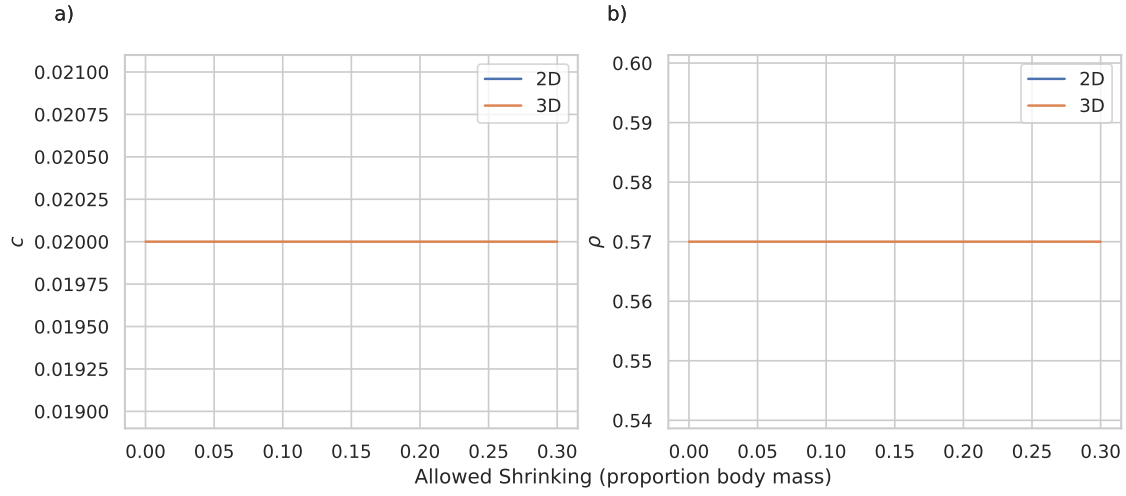 a)
b)
0.02100
0.02075
0.02050
0.02025
0.02000
0.01975
0.01950
0.01925
0.01900
c
2D
3D
0.00 0.05 0.10 0.15 0.20 0.25 0.30
0.60
0.59
0.58
0.57
0.56
0.55
0.54
ρ
2D
3D
0.00 0.05 0.10 0.15 0.20 0.25 0.30
Allowed Shrinking (proportion body mass)